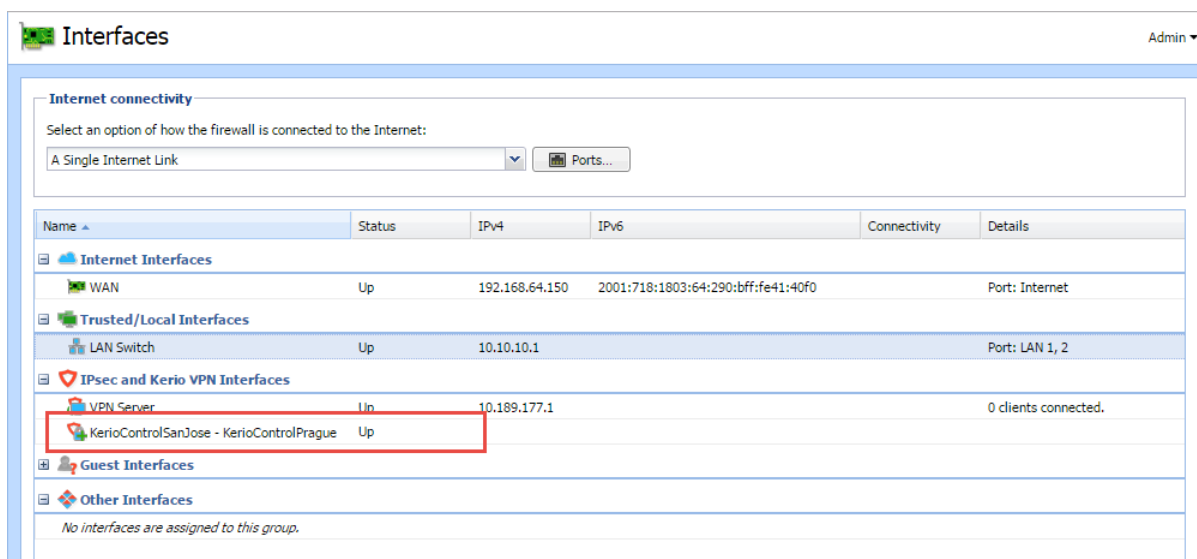 Interfaces
Admin
Internet connectivity
Select an option of how the firewall is connected to the Internet:
A Single Internet Link Ports...
Name Status IPv4 IPv6 Connectivity Details
Internet Interfaces
WAN Up 192.168.64.150 2001:718:1803:64:290:bff:fe41:40f0 Port: Internet
Trusted/Local Interfaces
LAN Switch Up 10.10.10.1 Port: LAN 1, 2
IPsec and Kerio VPN Interfaces
VPN Server Up 10.189.177.1 0 clients connected.
KerioControlSanJose - KerioControlPrague Up
Guest Interfaces
Other Interfaces
No interfaces are assigned to this group.